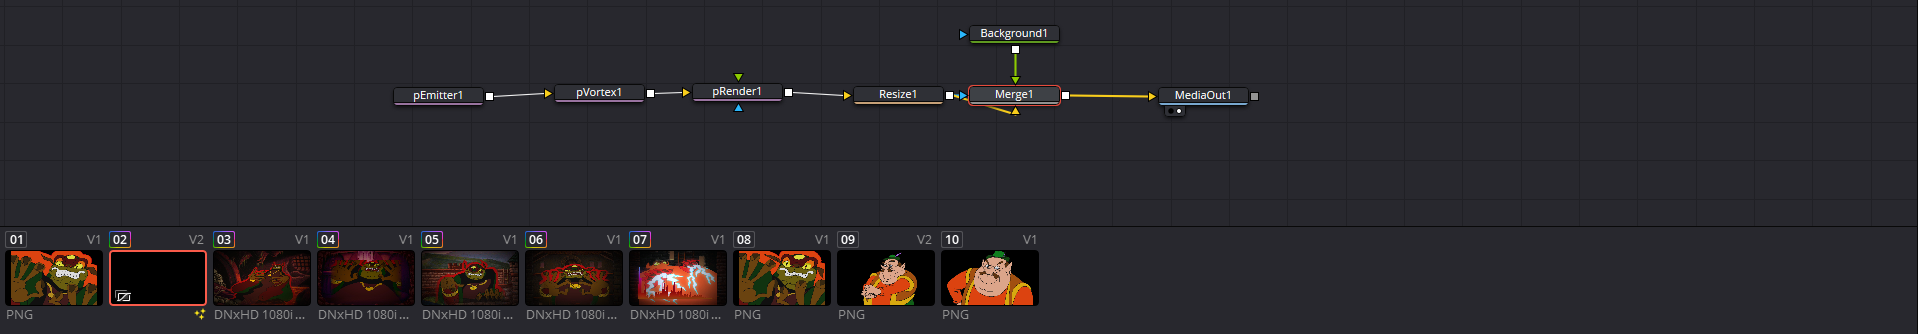 Background1
pEmitter1
pVortex1
pRender1
Resize1
Merge1
MediaOut1
01 V1
02 V2
03 V1
04 V1
05 V1
06 V1
07 V1
08 V1
09 V2
10 V1
PNG
DNxHD 1080i...
DNxHD 1080i...
DNxHD 1080i...
DNxHD 1080i...
DNxHD 1080i...
PNG
PNG
PNG